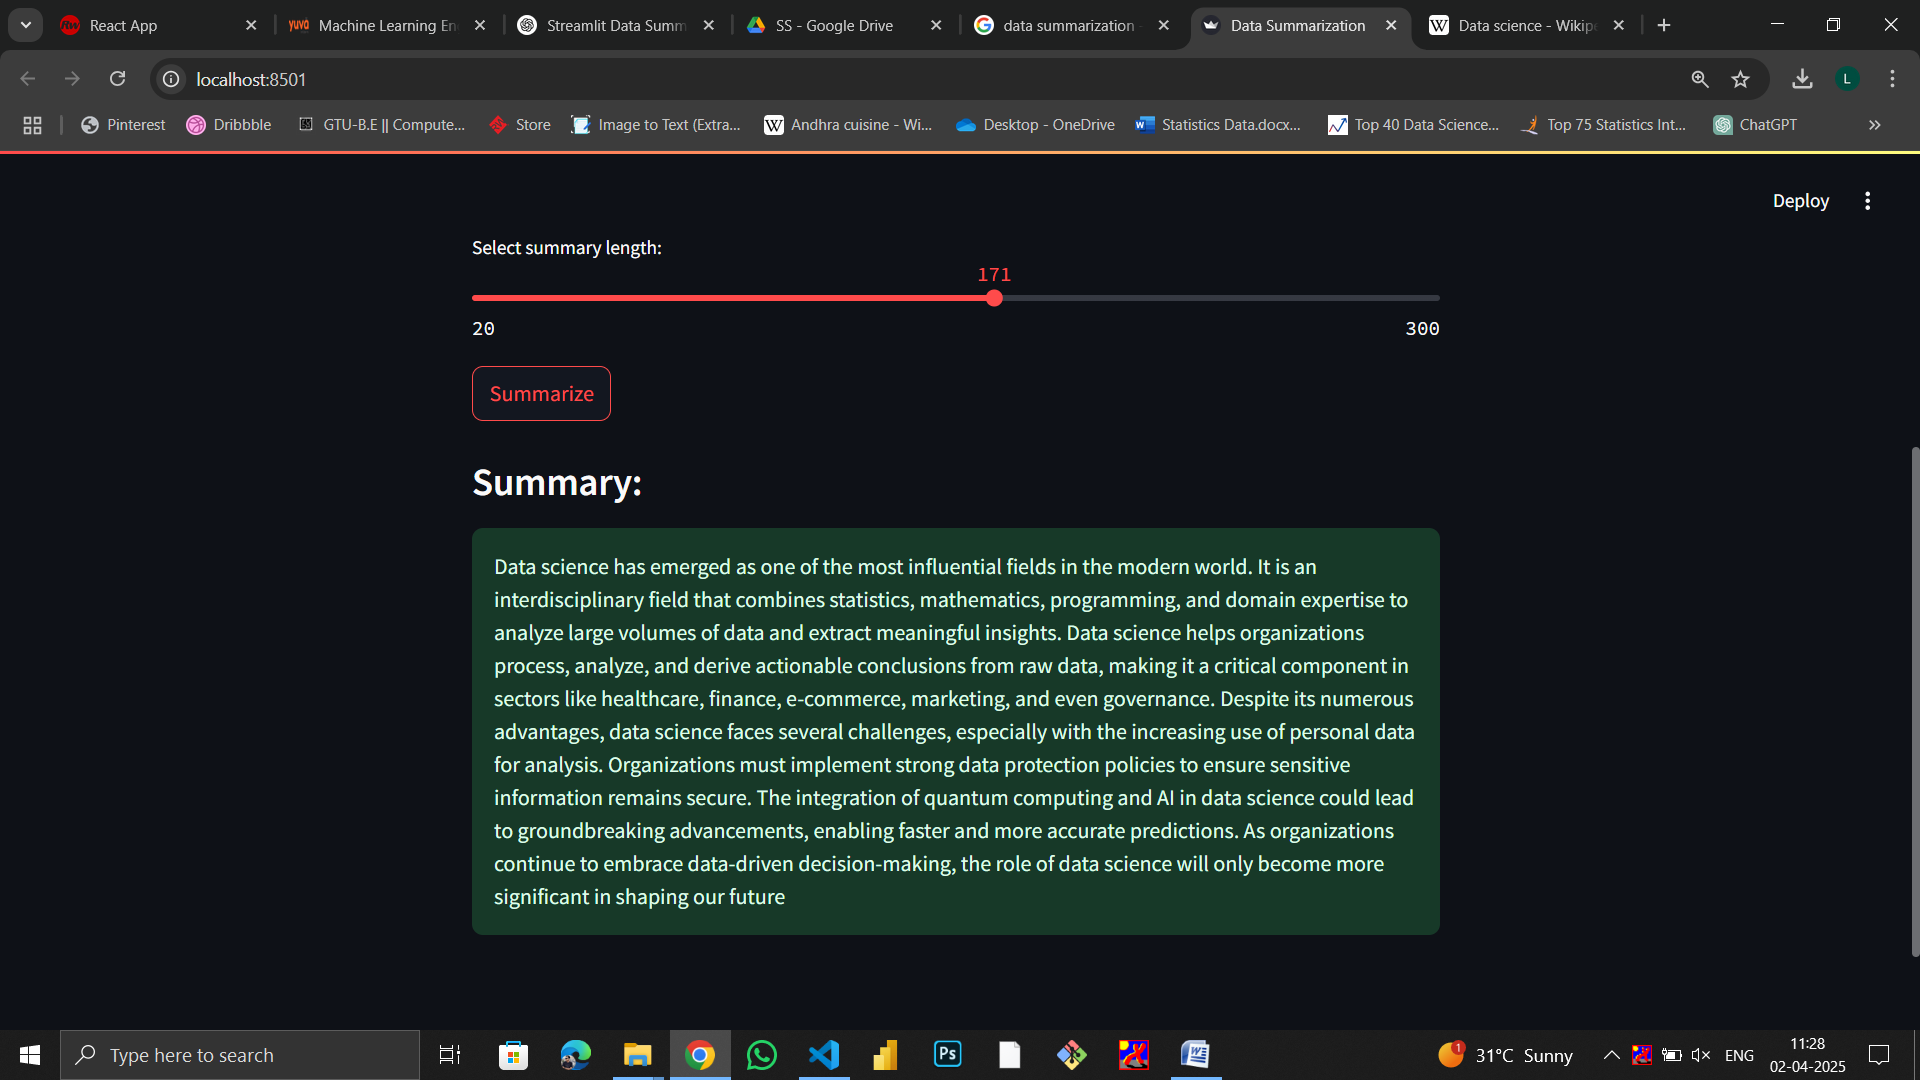 React App
Machine Learning En
Streamlit Data Summ
SS - Google Drive
data summarization -
Data Summarization
Data science - Wikipe
localhost:8501
L
Pinterest
Dribbble
GTU-B.E || Compute...
Store
Image to Text (Extra...
Andhra cuisine - Wi...
Desktop - OneDrive
Statistics Data.docx...
Top 40 Data Science...
Top 75 Statistics Int...
ChatGPT
Deploy
Select summary length:
171
20
300
Summarize
Summary:
Data science has emerged as one of the most influential fields in the modern world. It is an
interdisciplinary field that combines statistics, mathematics, programming, and domain expertise to
analyze large volumes of data and extract meaningful insights. Data science helps organizations
process, analyze, and derive actionable conclusions from raw data, making it a critical component in
sectors like healthcare, finance, e-commerce, marketing, and even governance. Despite its numerous
advantages, data science faces several challenges, especially with the increasing use of personal data
for analysis. Organizations must implement strong data protection policies to ensure sensitive
information remains secure. The integration of quantum computing and AI in data science could lead
to groundbreaking advancements, enabling faster and more accurate predictions. As organizations
continue to embrace data-driven decision-making, the role of data science will only become more
significant in shaping our future
Type here to search
Ps
1
31°C Sunny
ENG
11:28
02-04-2025